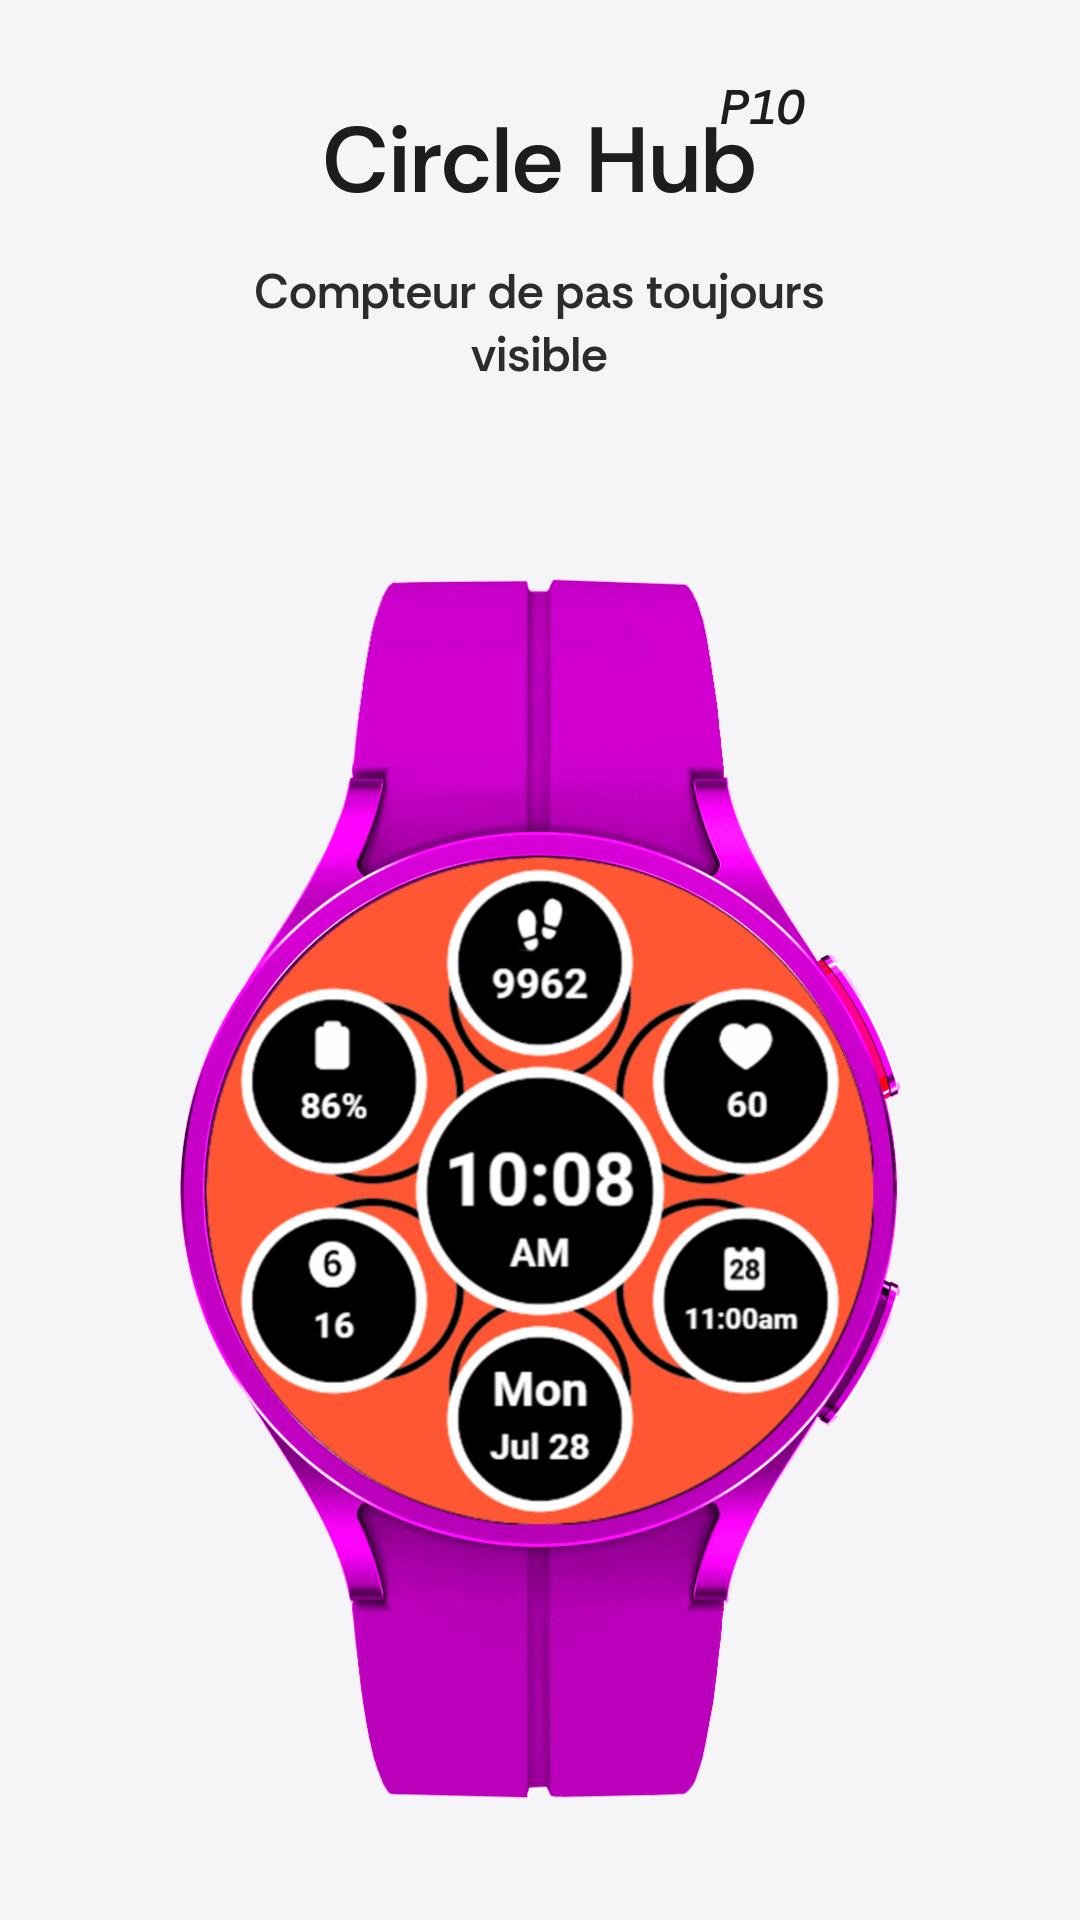 P10
Circle Hub
Compteur de pas toujours
visible
9962
86%
60
10:08
AM
6
16
28
11:00am
Mon
Jul 28